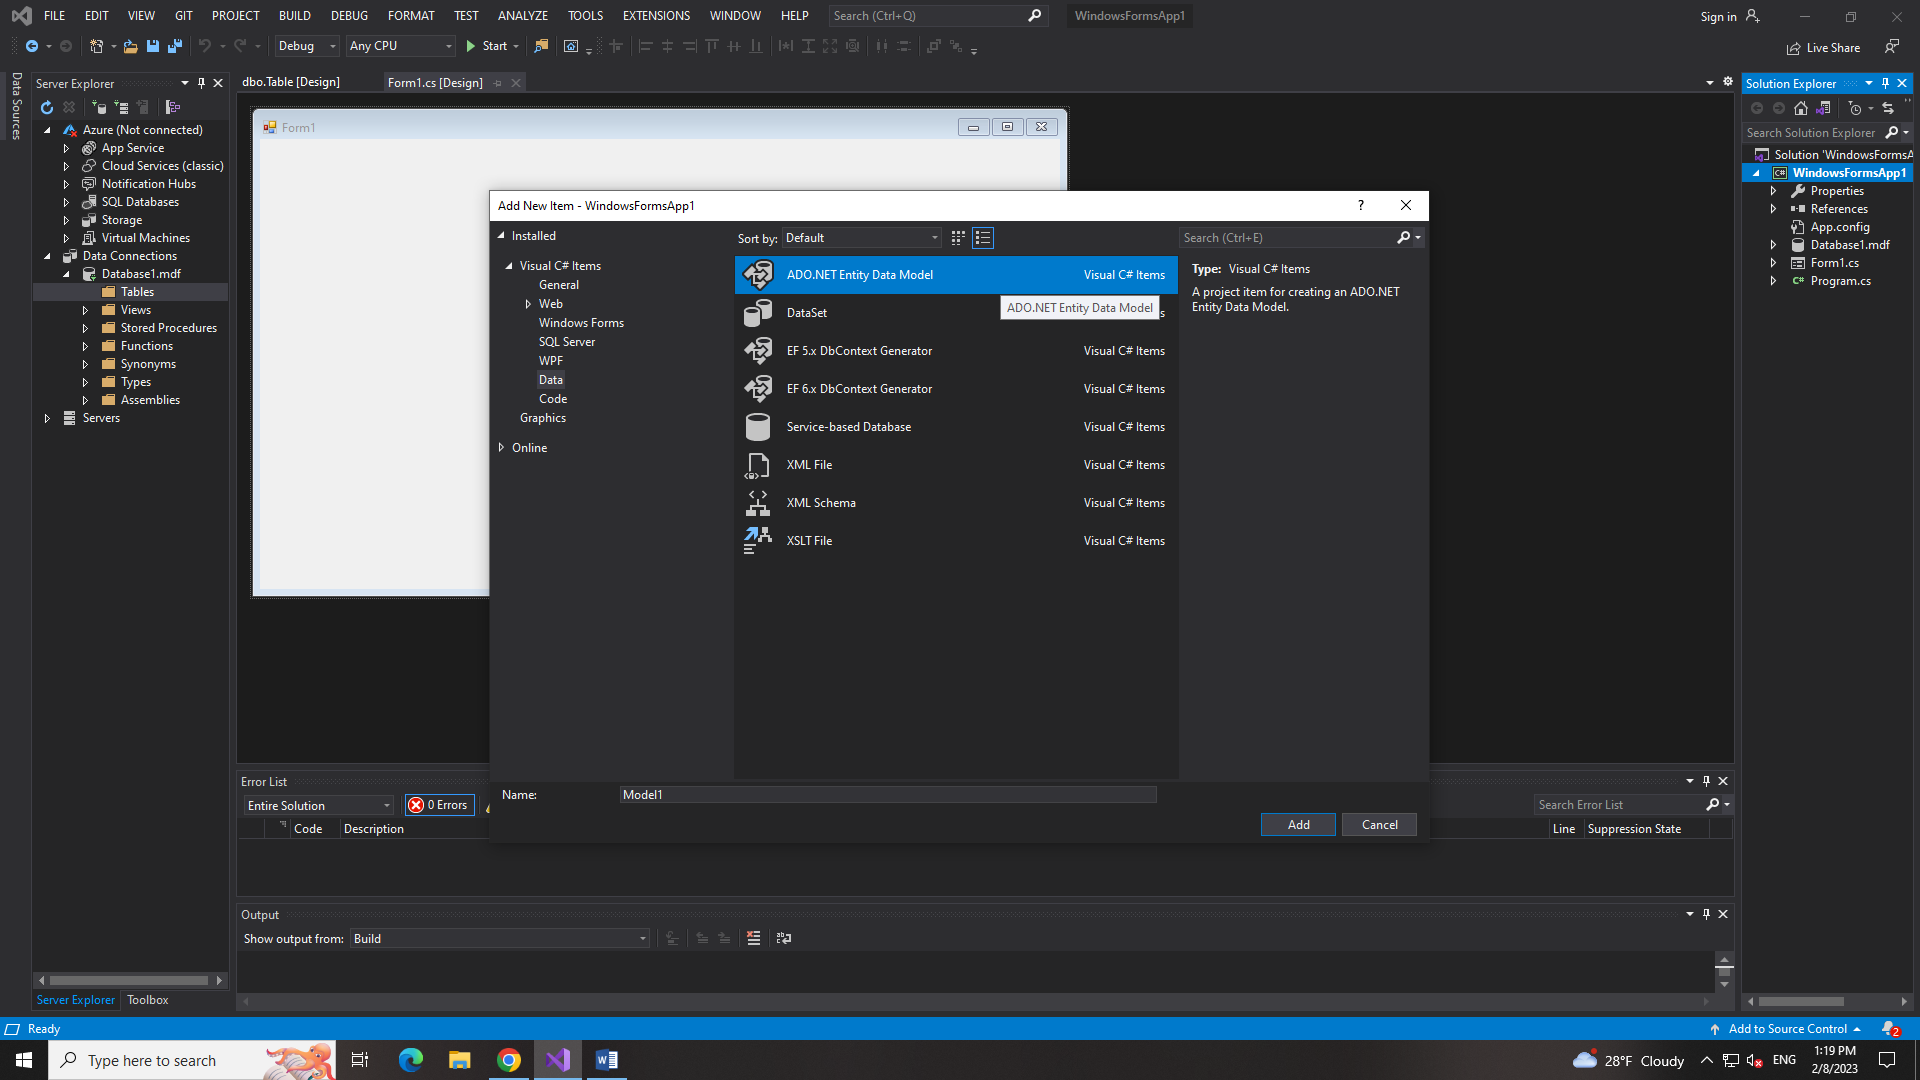 FILE EDIT VIEW GIT PROJECT BUILD DEBUG FORMAT TEST ANALYZE TOOLS EXTENSIONS WINDOW HELP Search (Ctrl+Q) WindowsFormsApp1 Sign in
Debug Any CPU Start Live Share
Data Sources
Server Explorer
Azure (Not connected)
App Service
Cloud Services (classic)
Notification Hubs
SQL Databases
Storage
Virtual Machines
Data Connections
Database1.mdf
Tables
Views
Stored Procedures
Functions
Synonyms
Types
Assemblies
Servers
Server Explorer Toolbox
dbo.Table [Design] Form1.cs [Design]
Form1
Add New Item - WindowsFormsApp1 ?
Installed
Visual C# Items
General
Web
Windows Forms
SQL Server
WPF
Data
Code
Graphics
Online
Sort by: Default
Search (Ctrl+E)
ADO.NET Entity Data Model Visual C# Items
DataSet s
ADO.NET Entity Data Model
EF 5.x DbContext Generator Visual C# Items
EF 6.x DbContext Generator Visual C# Items
Service-based Database Visual C# Items
XML File Visual C# Items
XML Schema Visual C# Items
XSLT File Visual C# Items
Type: Visual C# Items
A project item for creating an ADO.NET
Entity Data Model.
Name: Model1
Add Cancel
Solution Explorer
Search Solution Explorer
Solution 'WindowsFormsA
C# WindowsFormsApp1
Properties
References
App.config
Database1.mdf
Form1.cs
C# Program.cs
Error List
Entire Solution 0 Errors Search Error List
Code Description Line Suppression State
Output
Show output from: Build
Ready Add to Source Control 2
Type here to search 28°F Cloudy ENG 1:19 PM
2/8/2023